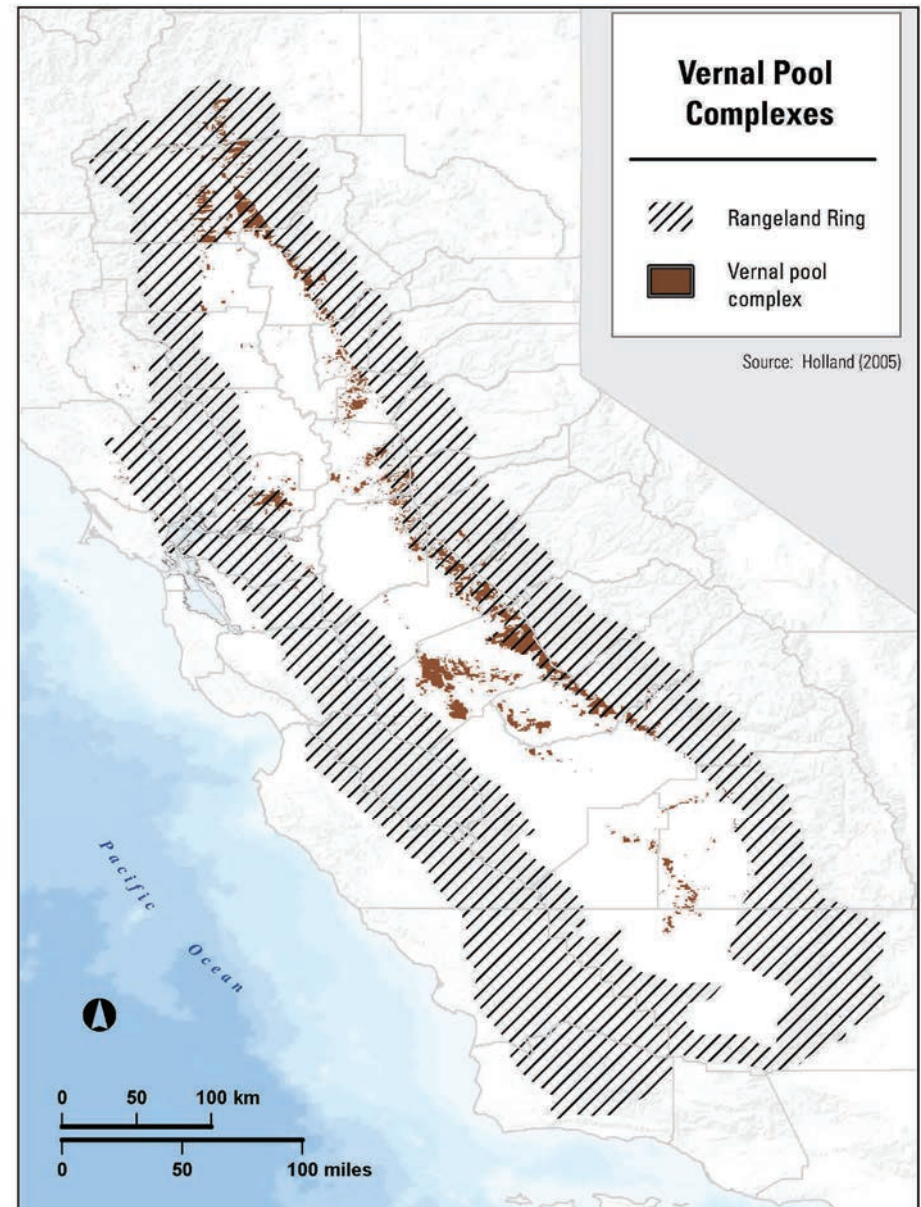 Vernal Pool
Complexes
Rangeland Ring
Vernal pool
complex
Source: Holland (2005)
Pacific
Ocean
0 50 100 km
0 50 100 miles